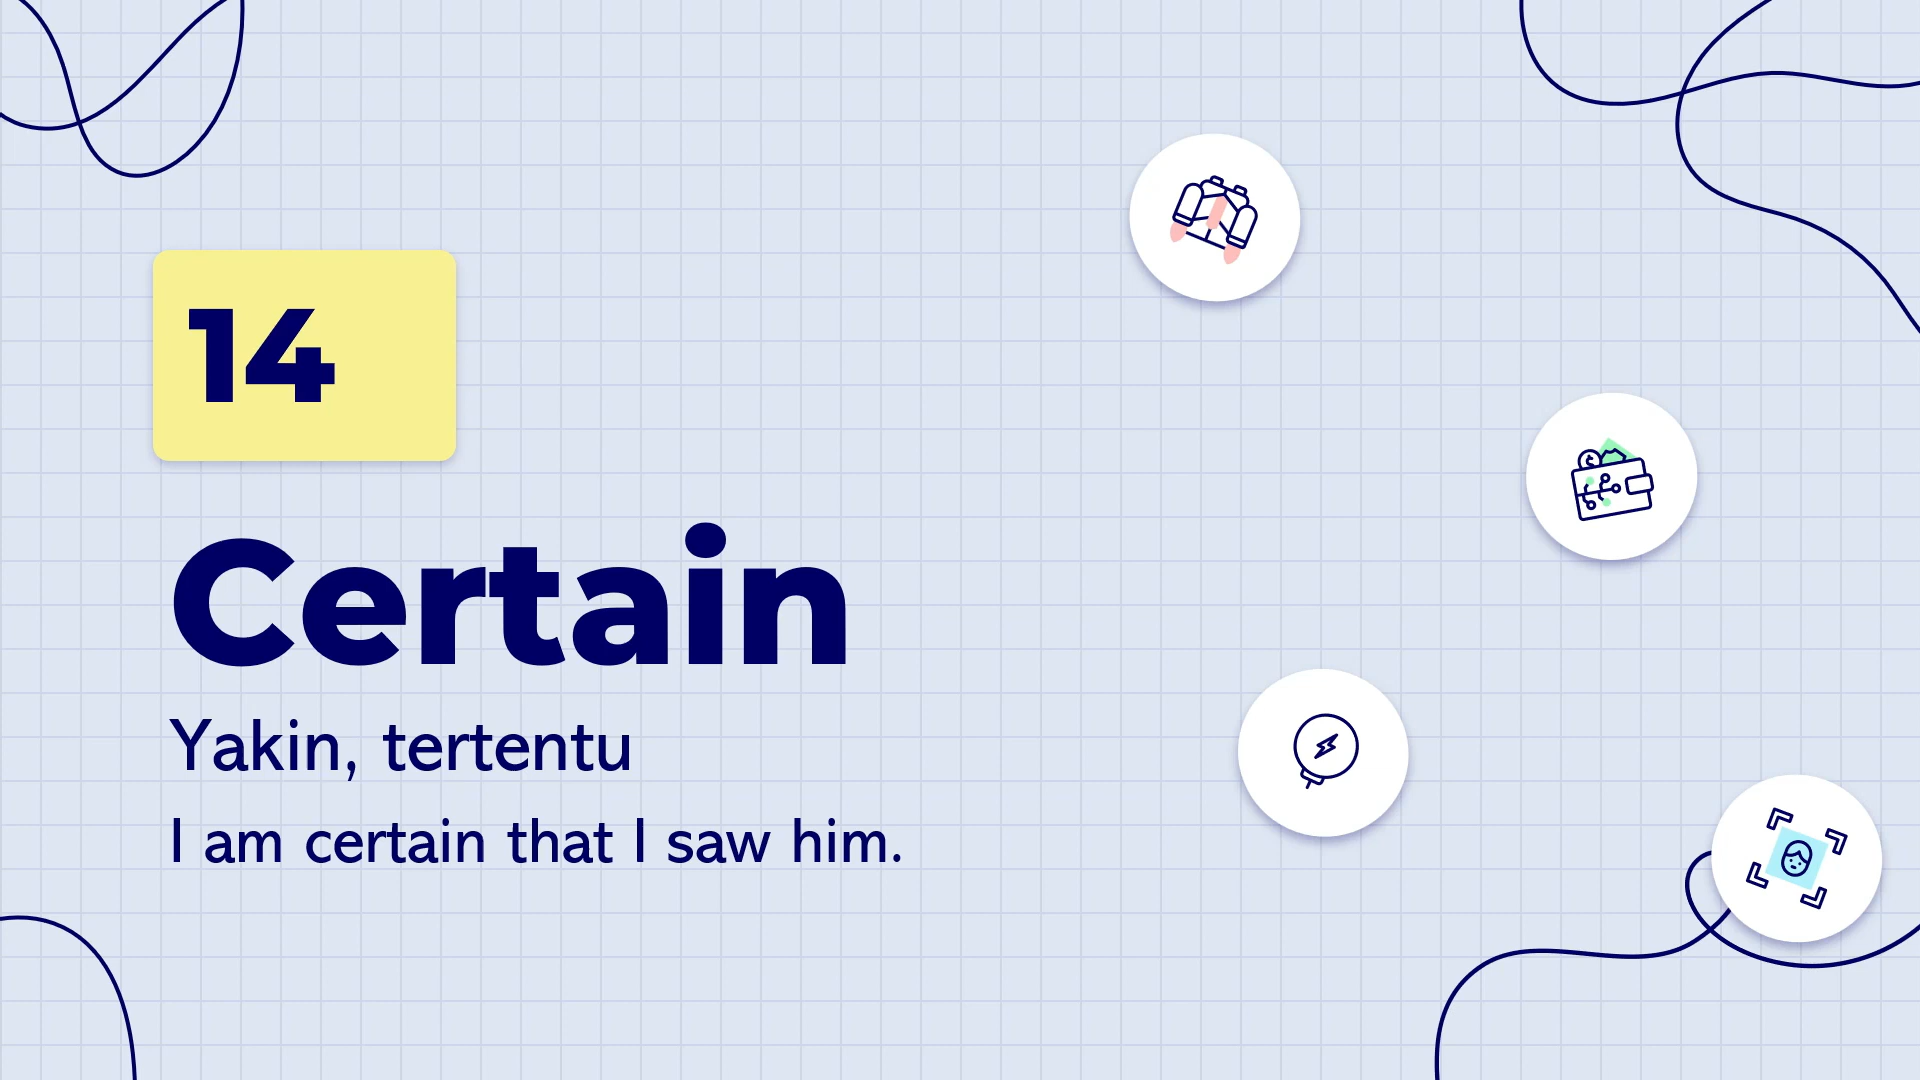 14
Certain
Yakin, tertentu
I am certain that I saw him.